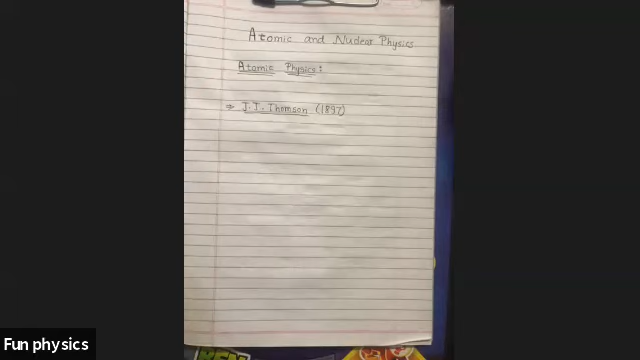 Atomic and Nuclear Physics
Atomic Physics:
⇒ J.J. Thomson (1897)
Fun physics